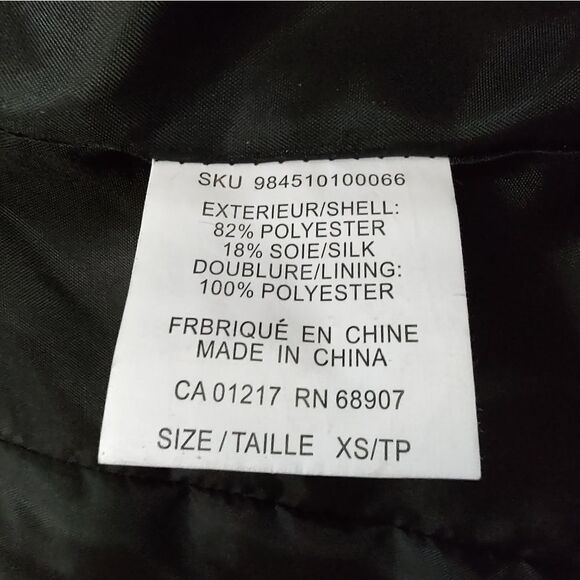 SKU 984510100066
EXTERIEUR/SHELL:
82% POLYESTER
18% SOIE/SILK
DOUBLURE/LINING:
100% POLYESTER
FRBRIQUÉ EN CHINE
MADE IN CHINA
CA 01217 RN 68907
SIZE / TAILLE XS/TP